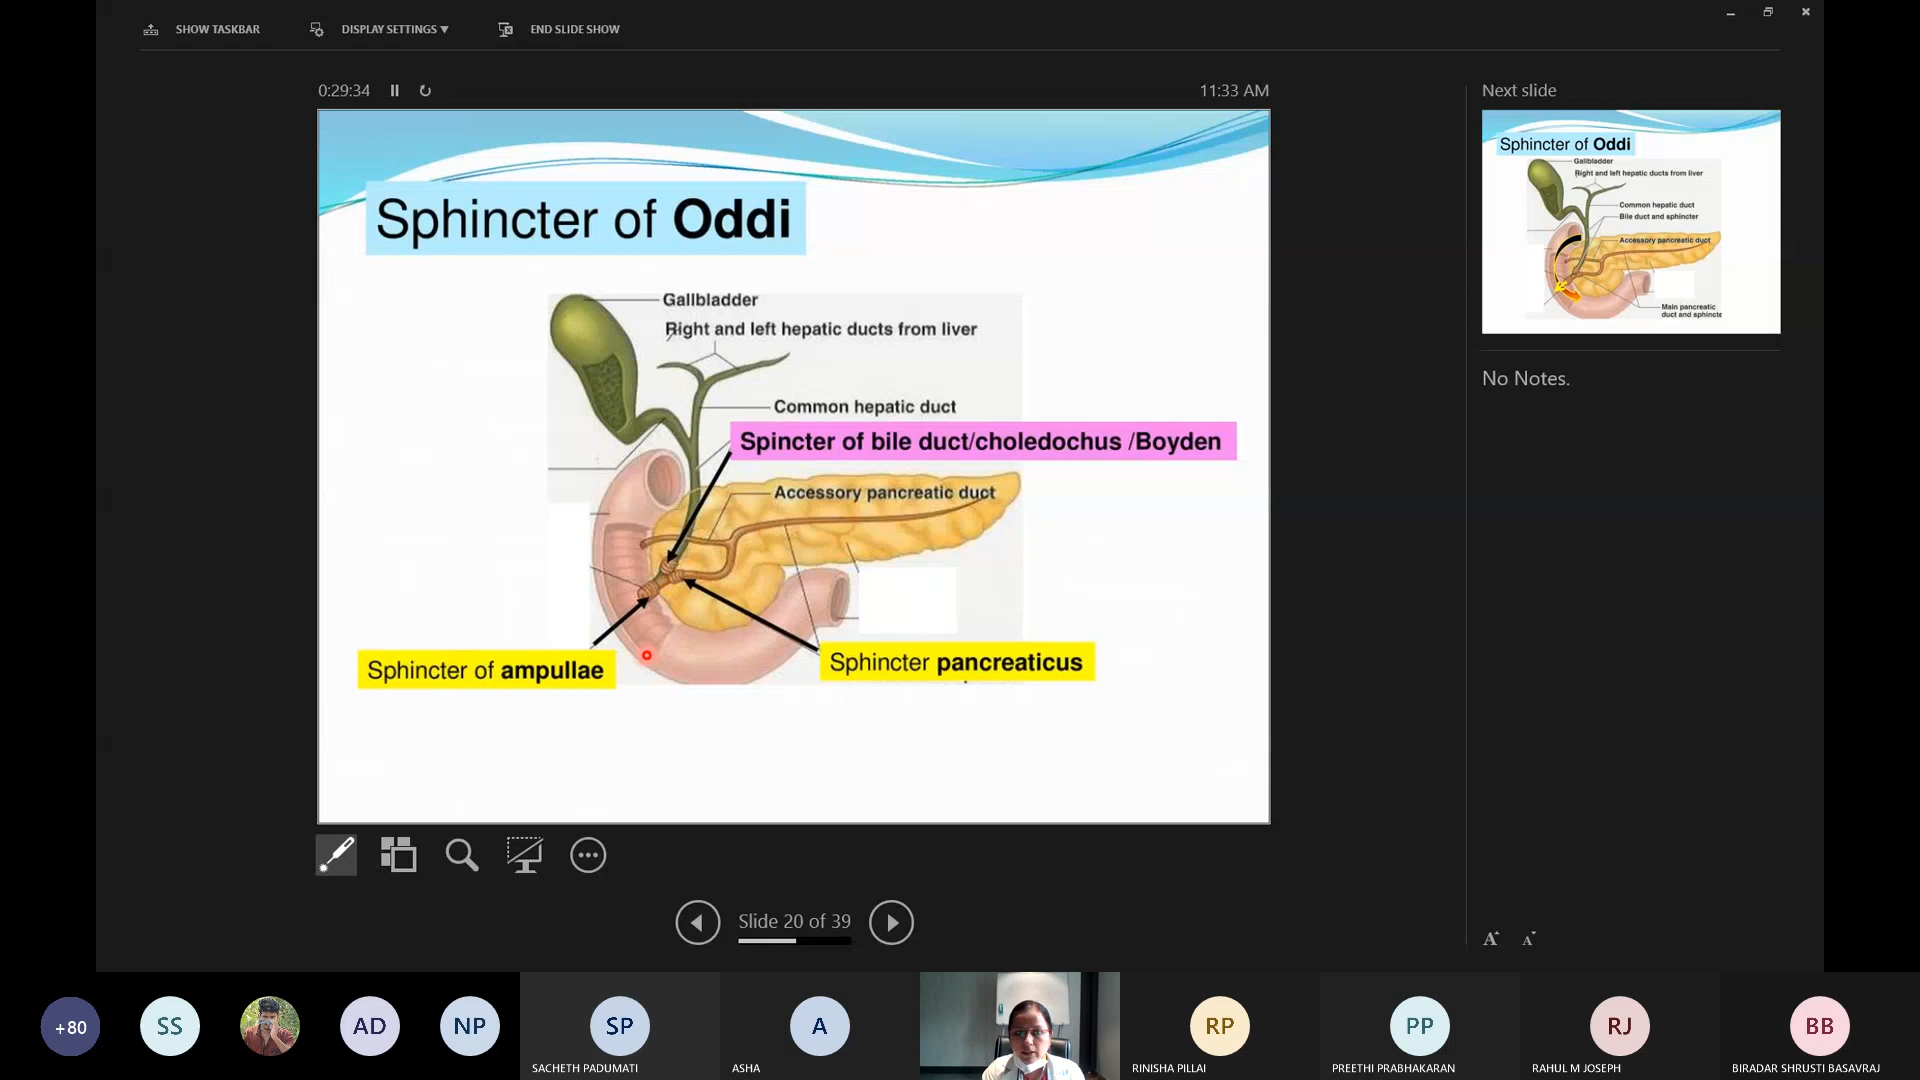 SHOW TASKBAR
DISPLAY SETTINGS ▼
END SLIDE SHOW
0:29:34
11:33 AM
Sphincter of Oddi
Gallbladder
Right and left hepatic ducts from liver
Common hepatic duct
Spincter of bile duct/choledochus /Boyden
Accessory pancreatic duct
Sphincter of ampullae
Sphincter pancreaticus
Next slide
Sphincter of Oddi
Gallbladder
Right and left hepatic ducts from liver
Common hepatic duct
Bile duct and sphincter
Accessory pancreatic duct
Main pancreatic
duct and sphincte
No Notes.
Slide 20 of 39
A A
+80
SS
AD
NP
SP
SACHETH PADUMATI
A
ASHA
RP
RINISHA PILLAI
PP
PREETHI PRABHAKARAN
RJ
RAHUL M JOSEPH
BB
BIRADAR SHRUSTI BASAVRAJ